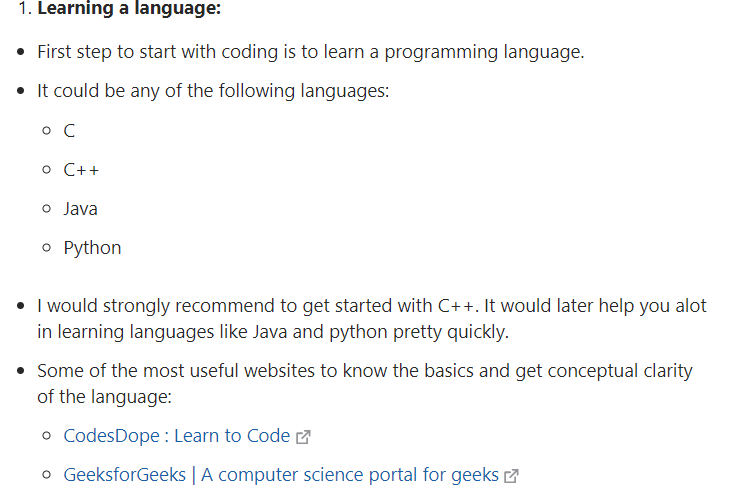 1. Learning a language:
• First step to start with coding is to learn a programming language.
• It could be any of the following languages:
○ C
○ C++
○ Java
○ Python
• I would strongly recommend to get started with C++. It would later help you alot
in learning languages like Java and python pretty quickly.
• Some of the most useful websites to know the basics and get conceptual clarity
of the language:
○ CodesDope : Learn to Code
○ GeeksforGeeks | A computer science portal for geeks